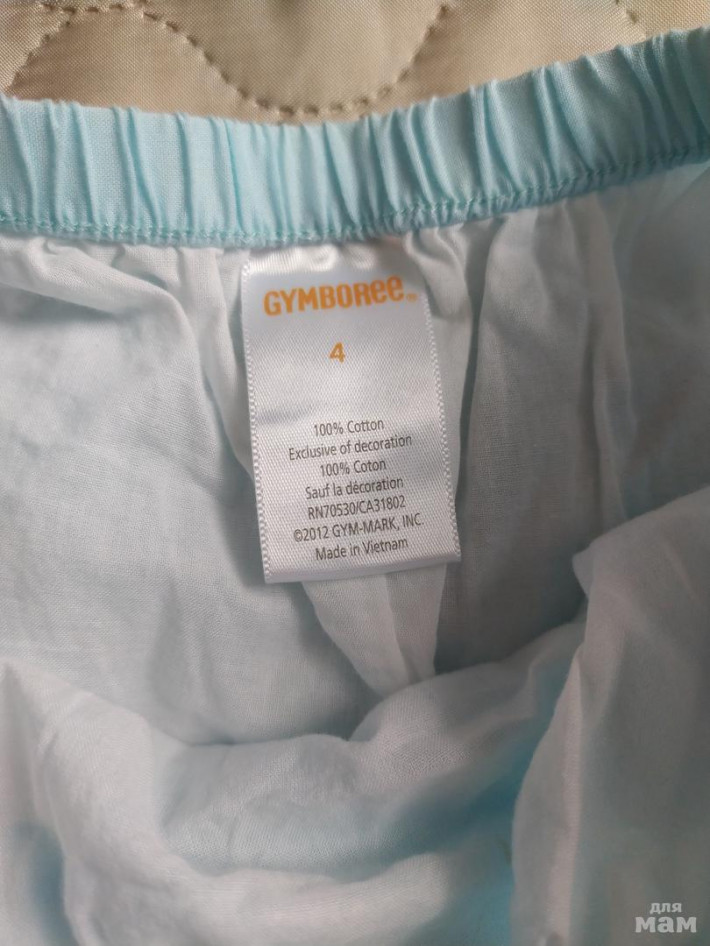 GYMBOREE
4
100% Cotton
Exclusive of decoration
100% Coton
Sauf la décoration
RN70530/CA31802
©2012 GYM-MARK, INC.
Made in Vietnam
для
мам